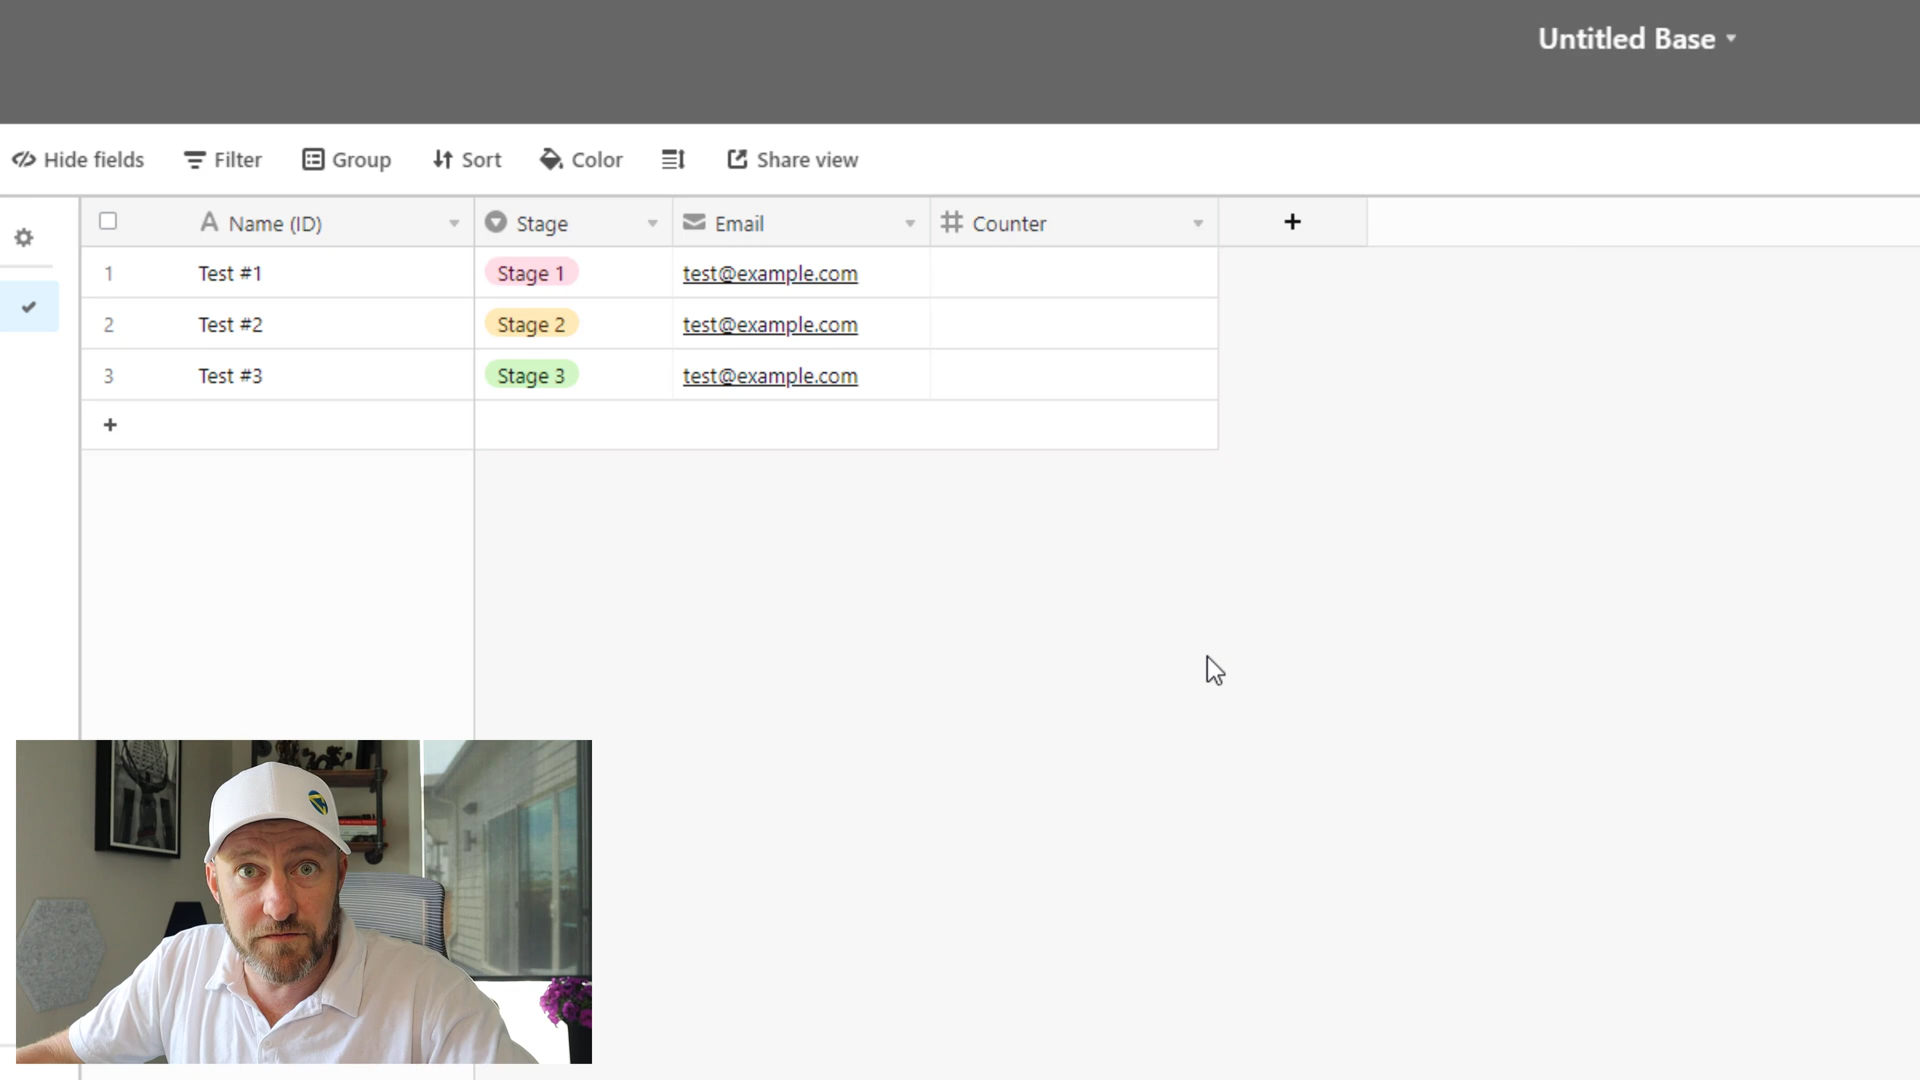 Untitled Base
Hide fields Filter Group Sort Color Share view
Name (ID) Stage Email Counter
1 Test #1 Stage 1 test@example.com
2 Test #2 Stage 2 test@example.com
3 Test #3 Stage 3 test@example.com